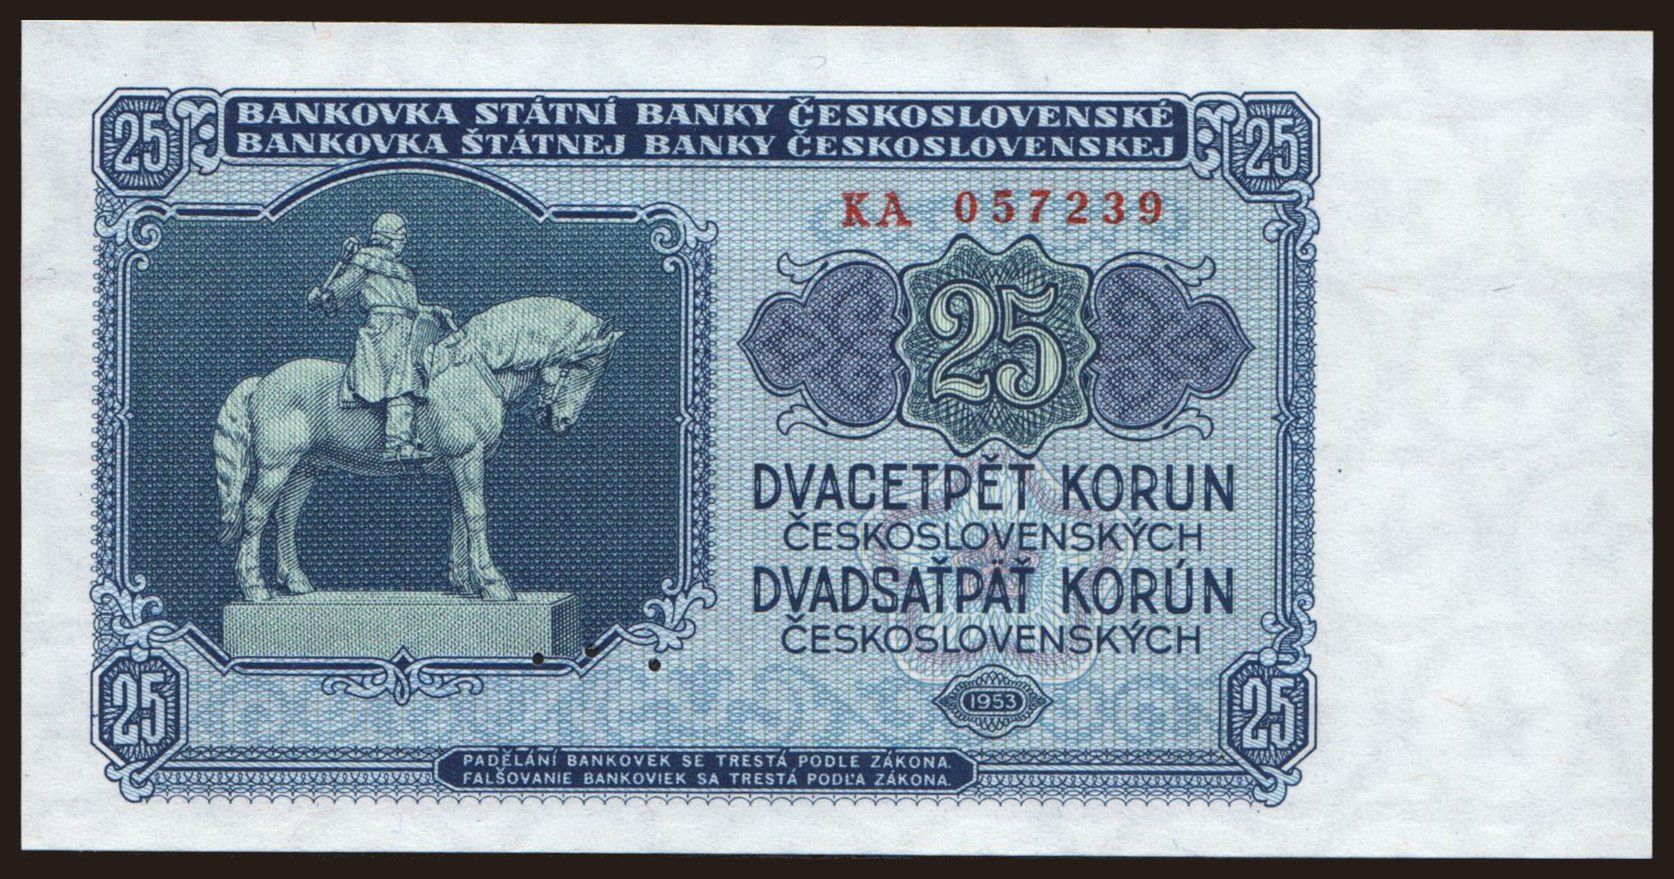 25
BANKOVKA STÁTNÍ BANKY ČESKOSLOVENSKÉ
25
BANKOVKA ŠTÁTNEJ BANKY ČESKOSLOVENSKEJ
KA 057239
25
DVACETPĚT KORUN
ČESKOSLOVENSKÝCH
DVADSAŤPÄŤ KORÚN
ČESKOSLOVENSKÝCH
25
1953
25
PADĚLÁNÍ BANKOVEK SE TRESTÁ PODLE ZÁKONA.
FALŠOVANIE BANKOVIEK SA TRESTÁ PODĽA ZÁKONA.